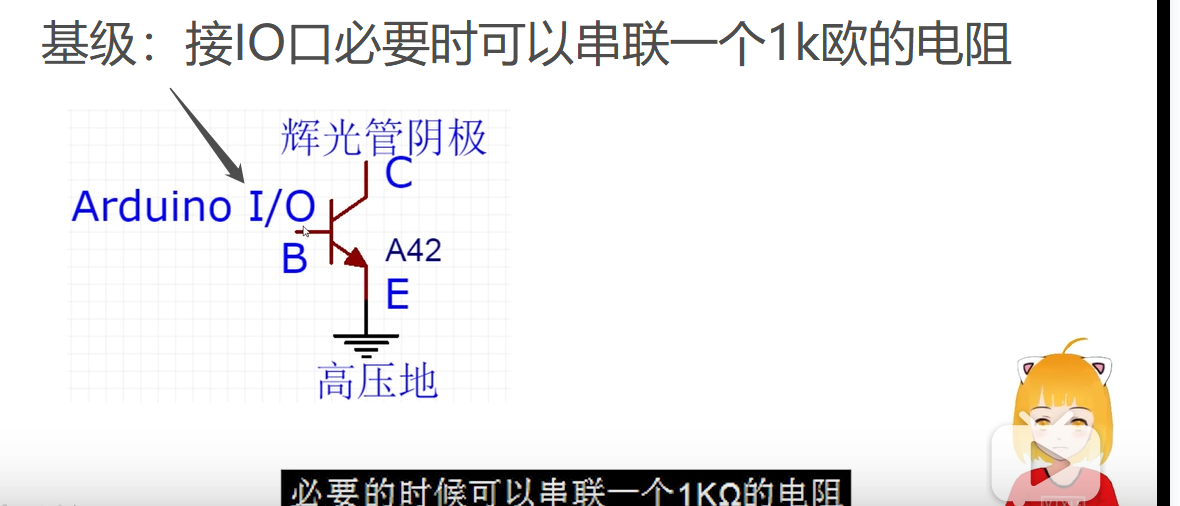 基级：接IO口必要时可以串联一个1k欧的电阻
辉光管阴极
C
Arduino I/O
B
A42
E
高压地
必要的时候可以串联一个1KΩ的电阻